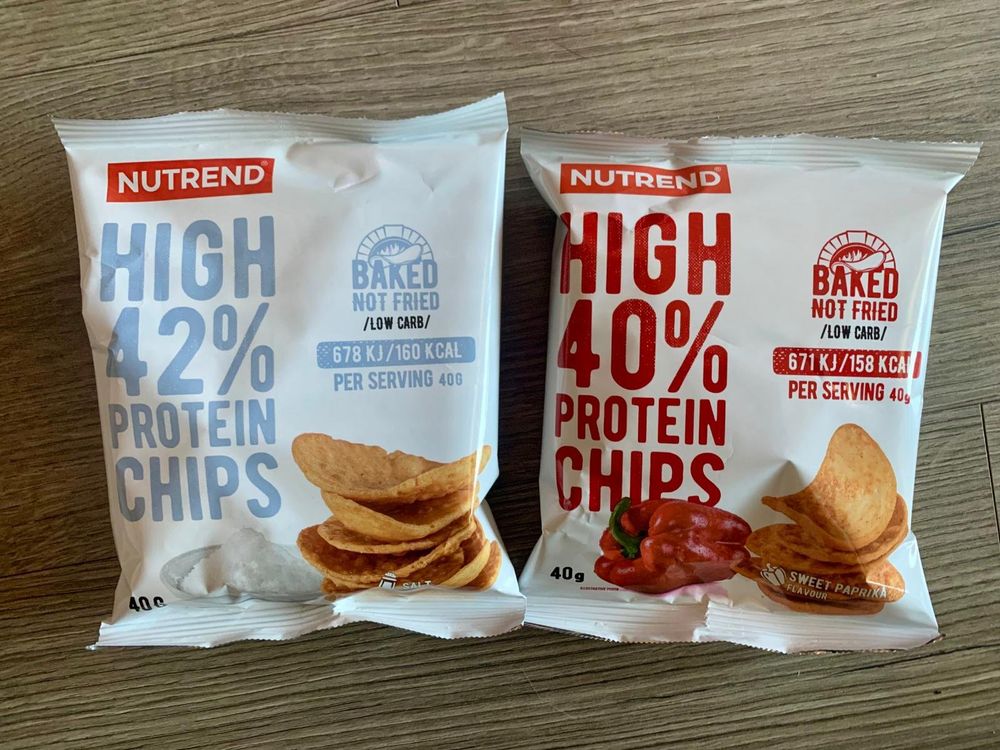 NUTREND
HIGH
42%
PROTEIN
CHIPS
BAKED
NOT FRIED
/LOW CARB/
678 KJ/160 KCAL
PER SERVING 40G
SALT
40G
NUTREND
HIGH
40%
PROTEIN
CHIPS
BAKED
NOT FRIED
/LOW CARB/
671 KJ/158 KCAL
PER SERVING 40g
SWEET PAPRIKA
FLAVOUR
40g